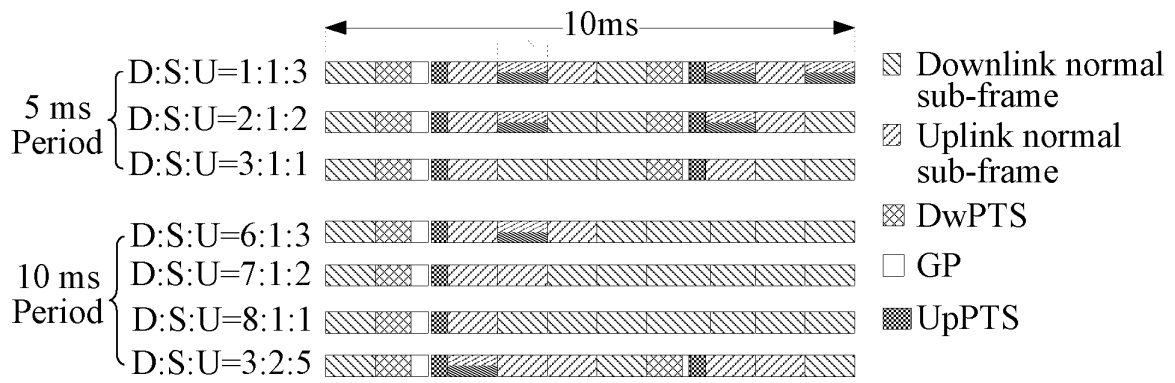 10ms
5 ms
Period
D:S:U=1:1:3
D:S:U=2:1:2
D:S:U=3:1:1
10 ms
Period
D:S:U=6:1:3
D:S:U=7:1:2
D:S:U=8:1:1
D:S:U=3:2:5
Downlink normal
sub-frame
Uplink normal
sub-frame
DwPTS
GP
UpPTS